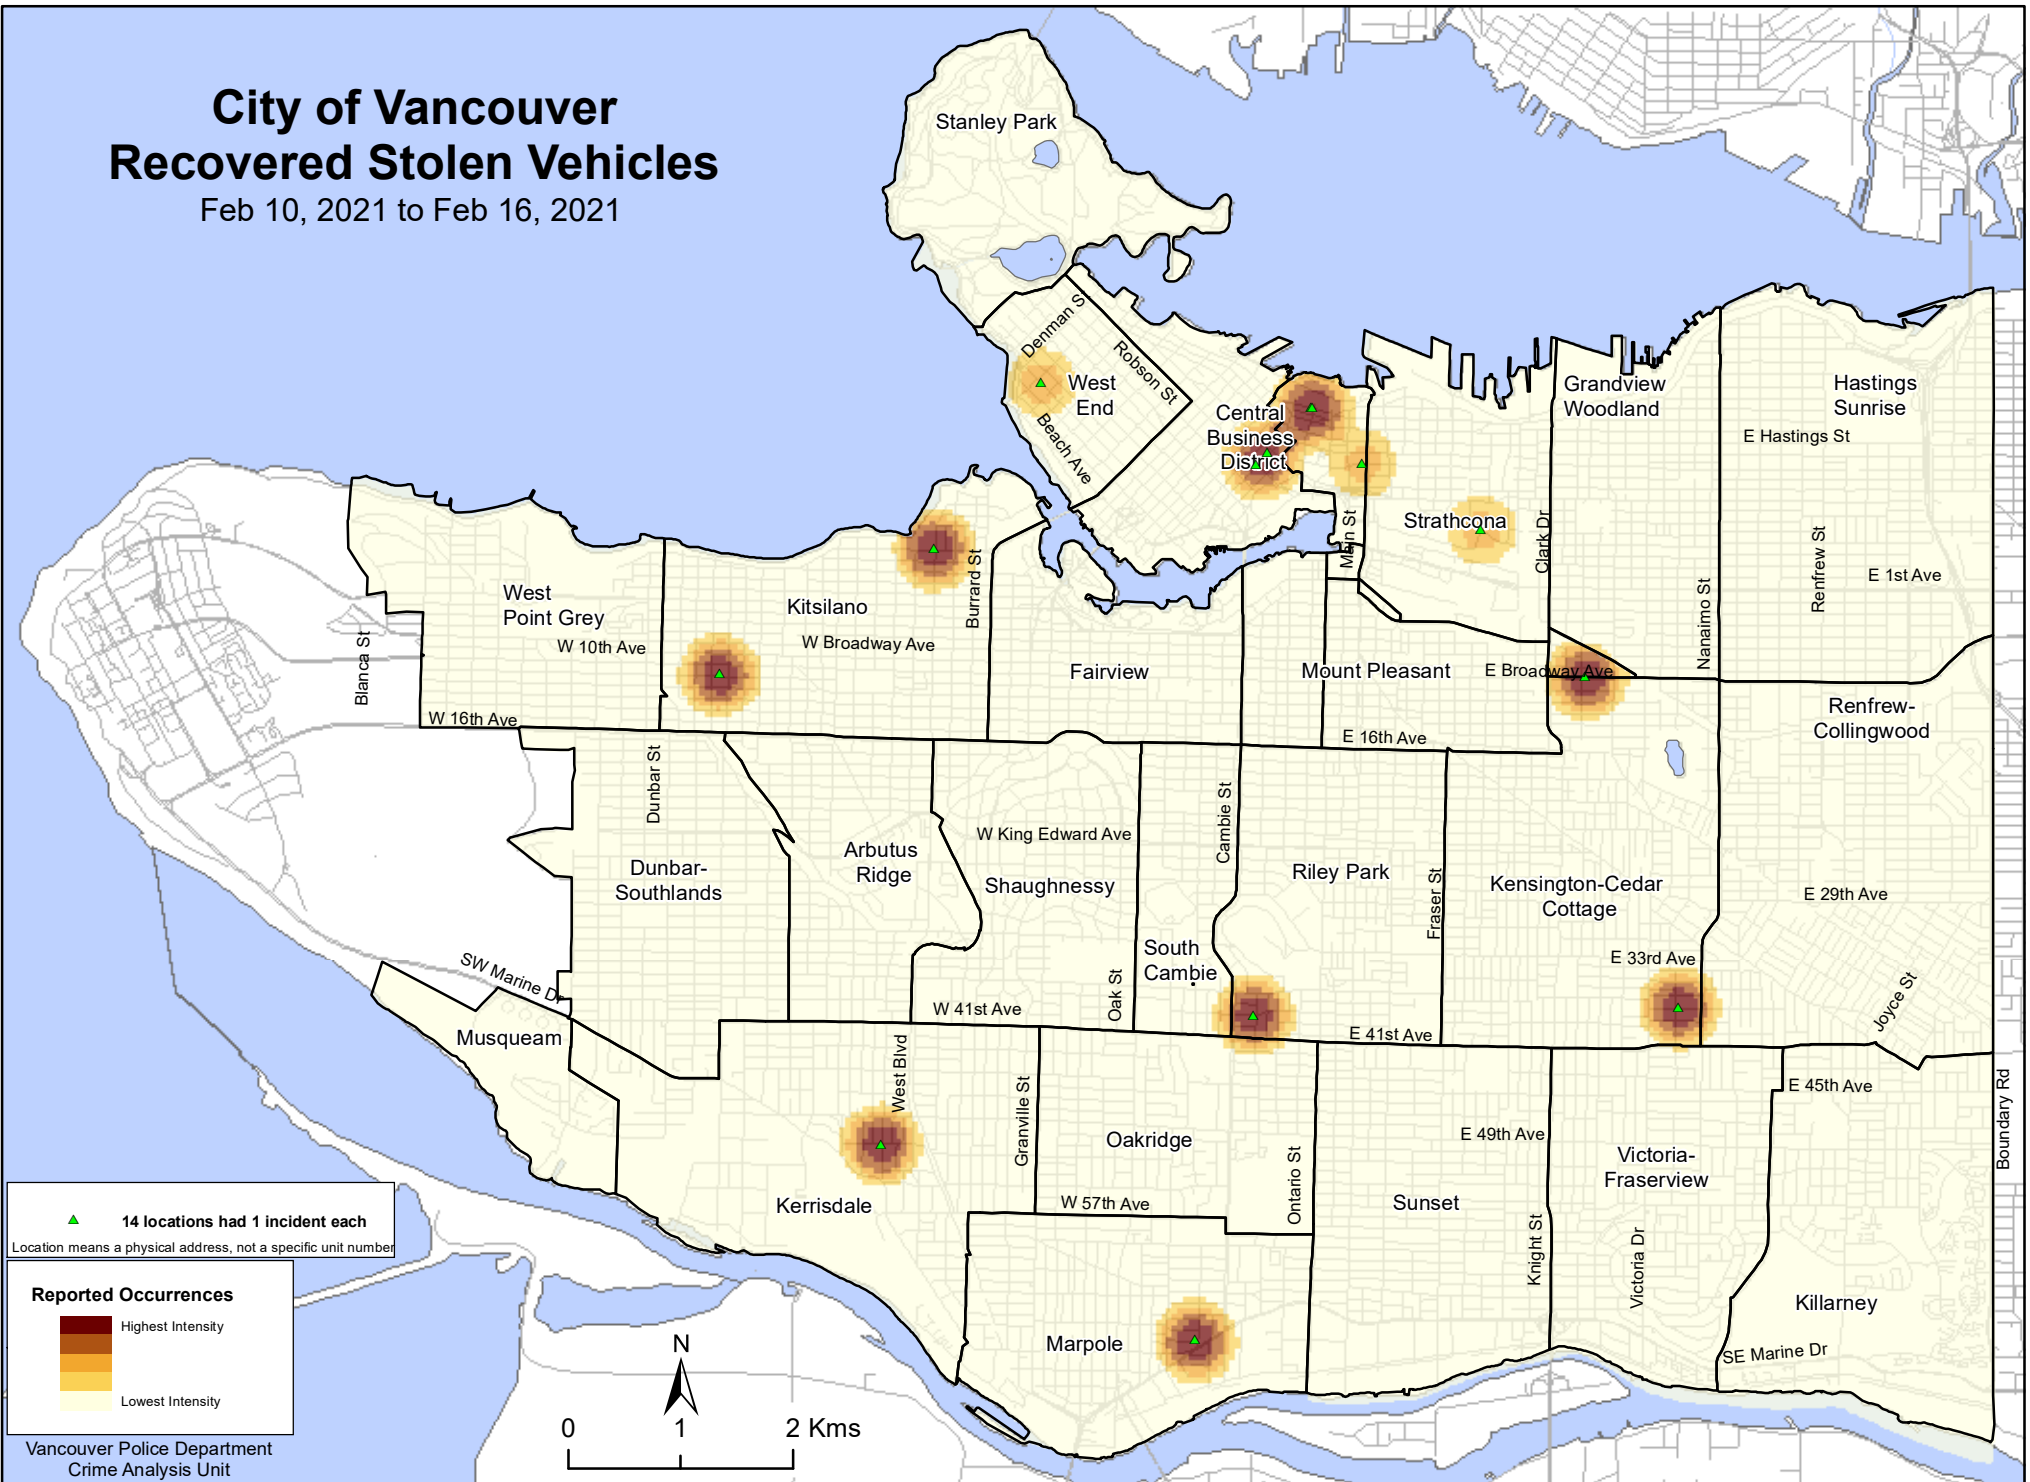 City of Vancouver
Recovered Stolen Vehicles
Feb 10, 2021 to Feb 16, 2021
Stanley Park
Denman S
Robson St
West
End
Beach Ave
Central
Business
District
Grandview
Woodland
Hastings
Sunrise
E Hastings St
Strathcona
Main St
Clark Dr
Renfrew St
E 1st Ave
Nanaimo St
West
Point Grey
W 10th Ave
Blanca St
W 16th Ave
Kitsilano
W Broadway Ave
Burrard St
Fairview
Mount Pleasant
E Broadway Ave
E 16th Ave
Renfrew-
Collingwood
Dunbar St
Dunbar-
Southlands
Arbutus
Ridge
W King Edward Ave
Shaughnessy
Cambie St
Riley Park
Fraser St
Kensington-Cedar
Cottage
E 29th Ave
E 33rd Ave
South
Cambie
Oak St
W 41st Ave
E 41st Ave
Joyce St
SW Marine Dr
Musqueam
West Blvd
Granville St
Oakridge
W 57th Ave
Ontario St
E 49th Ave
E 45th Ave
Boundary Rd
Victoria-
Fraserview
Sunset
Knight St
Victoria Dr
Kerrisdale
Marpole
Killarney
SE Marine Dr
14 locations had 1 incident each
Location means a physical address, not a specific unit number
Reported Occurrences
Highest Intensity
Lowest Intensity
Vancouver Police Department
Crime Analysis Unit
N
0 1 2 Kms